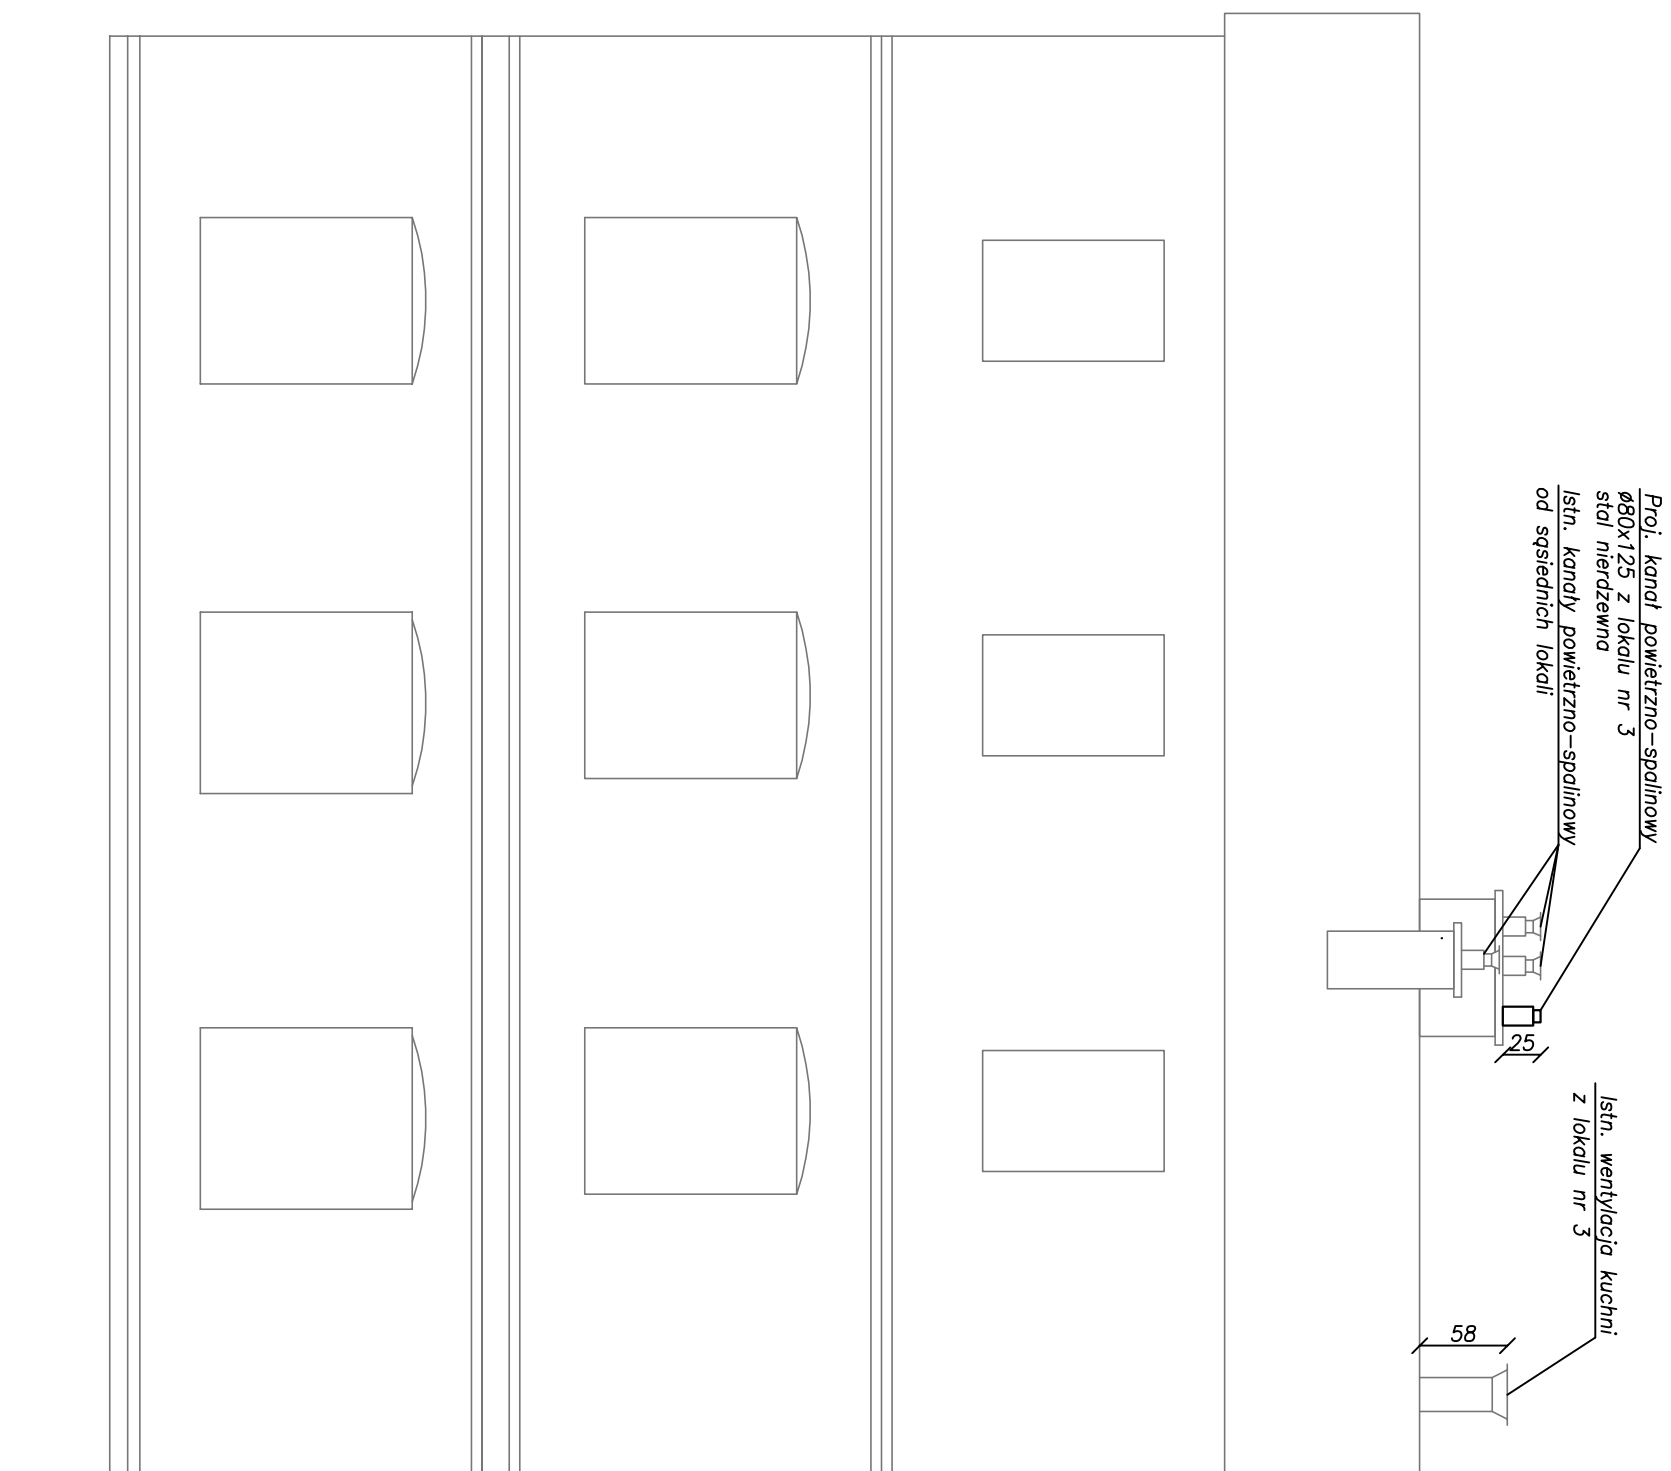 Proj. kanał powietrzno-spalinowy
ø80x125 z lokalu nr 3
stal nierdzewna
Istn. kanały powietrzno-spalinowy
od sąsiednich lokali
25
Istn. wentylacja kuchni
z lokalu nr 3
58